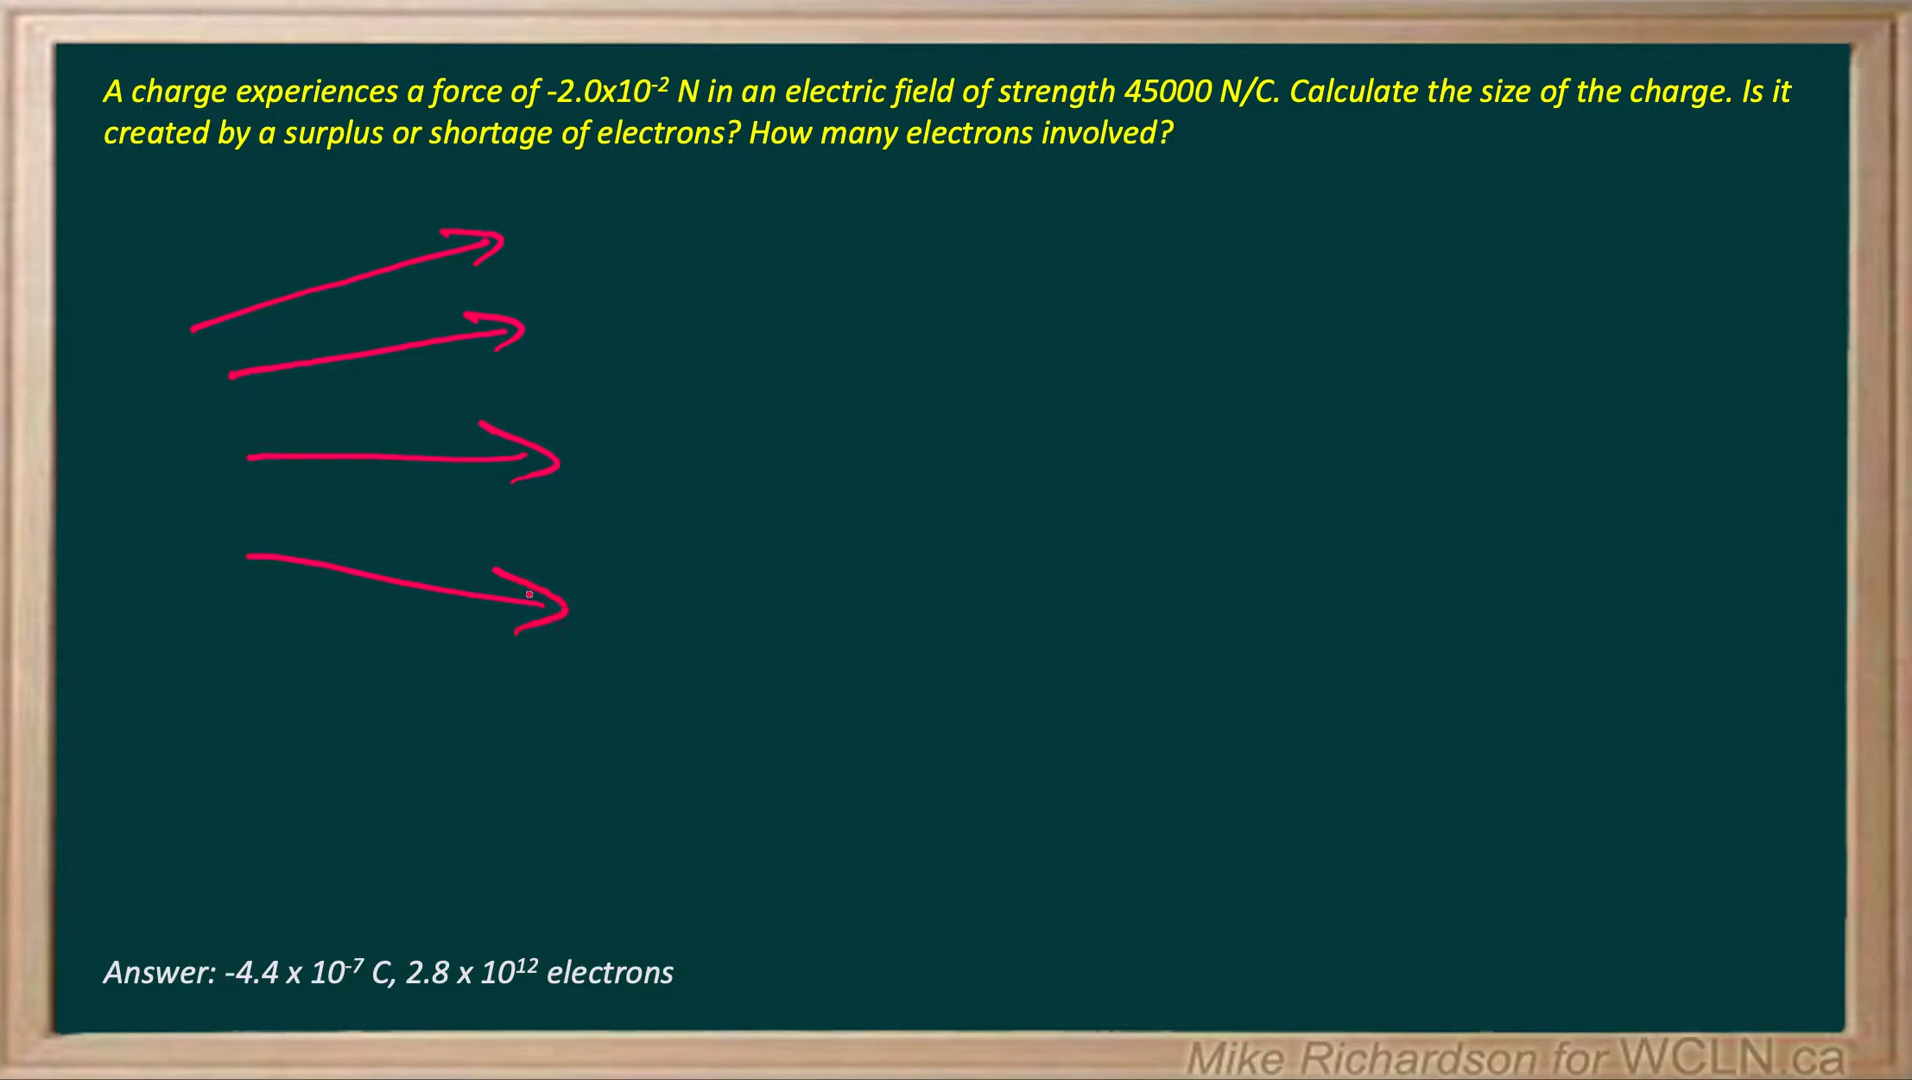 A charge experiences a force of -2.0x10⁻² N in an electric field of strength 45000 N/C. Calculate the size of the charge. Is it
created by a surplus or shortage of electrons? How many electrons involved?
Answer: -4.4 x 10⁻⁷ C, 2.8 x 10¹² electrons
Mike Richardson for WCLN.ca